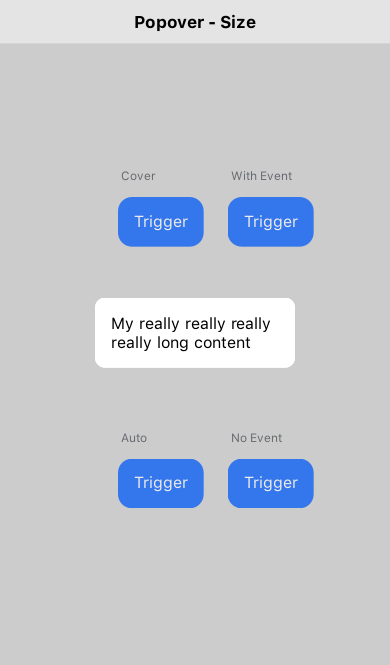 Popover - Size
Cover
With Event
Trigger
Trigger
My really really really
really long content
Auto
No Event
Trigger
Trigger